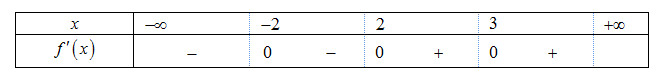 x −∞ −2 2 3 +∞
f′(x) − 0 − 0 + 0 +